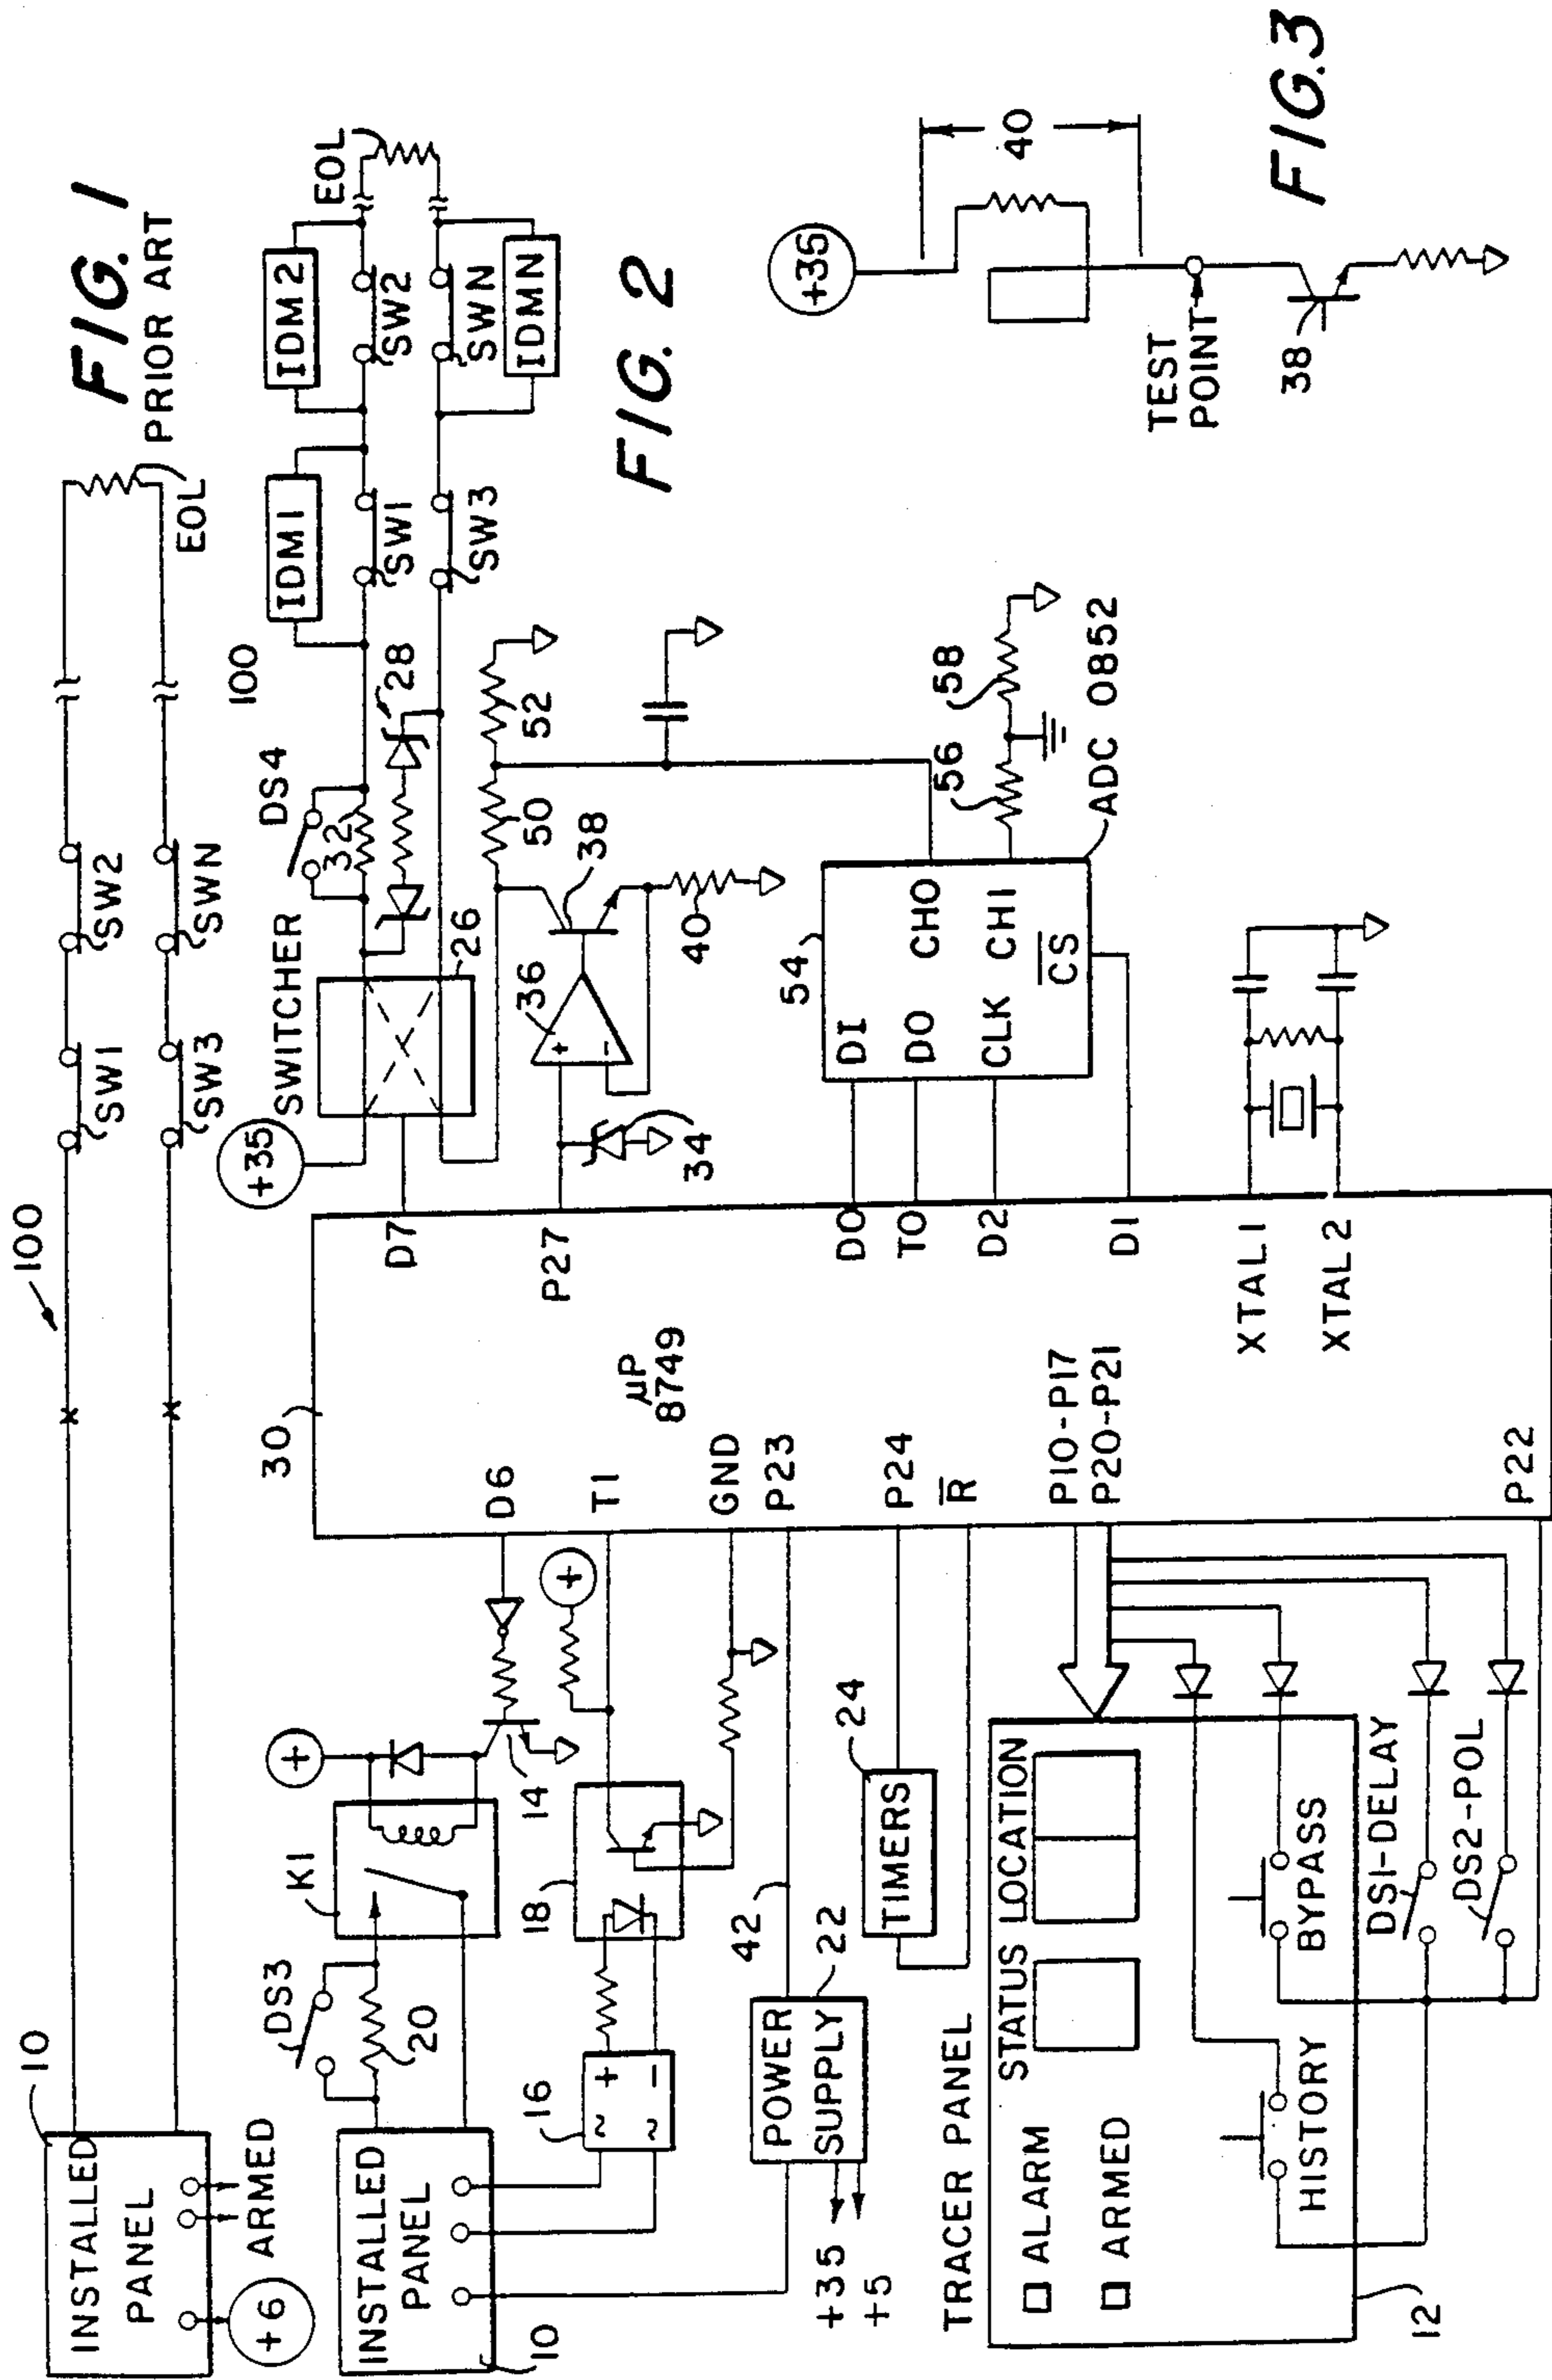 FIG. 1
PRIOR ART
100
10
INSTALLED
PANEL
+6
ARMED
SW1
SW2
SW3
SWN
EOL
FIG. 2
10
INSTALLED
PANEL
DS3
20
K1
+
14
16
~ +
~ −
18
+
42
POWER
SUPPLY
22
+35
+5
TIMERS
24
30
µP
8749
D6
T1
GND
P23
P24
R
P10-P17
P20-P21
P22
D7
P27
D0
T0
D2
D1
XTAL1
XTAL2
TRACER PANEL
STATUS
LOCATION
ALARM
ARMED
HISTORY
BYPASS
DS1-DELAY
DS2-POL
12
+35
SWITCHER
26
DS4
32
28
100
IDM1
IDM2
SW1
SW2
SW3
SWN
IDMN
EOL
34
36
+
−
38
40
50
52
54
DI
DO
CLK
CS
CH0
CH1
56
58
ADC 0852
FIG.3
+35
40
TEST
POINT
38